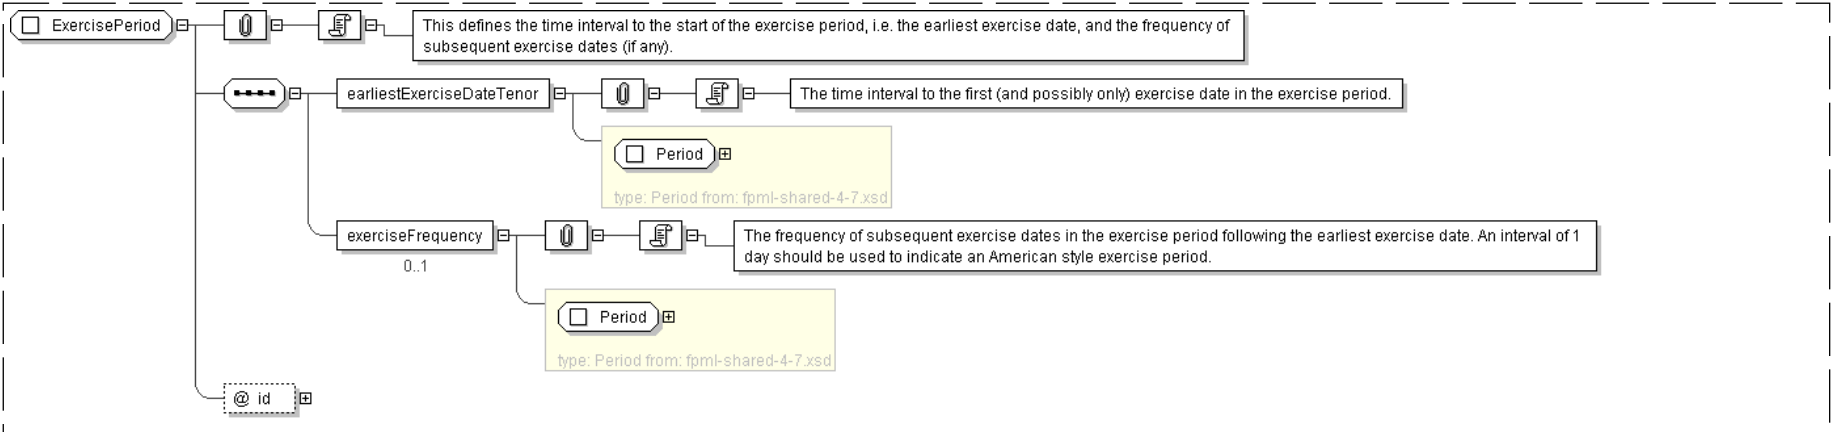 ExercisePeriod
This defines the time interval to the start of the exercise period, i.e. the earliest exercise date, and the frequency of
subsequent exercise dates (if any).
earliestExerciseDateTenor
The time interval to the first (and possibly only) exercise date in the exercise period.
Period
type: Period from: fpml-shared-4-7.xsd
exerciseFrequency
0..1
The frequency of subsequent exercise dates in the exercise period following the earliest exercise date. An interval of 1
day should be used to indicate an American style exercise period.
Period
type: Period from: fpml-shared-4-7.xsd
@ id